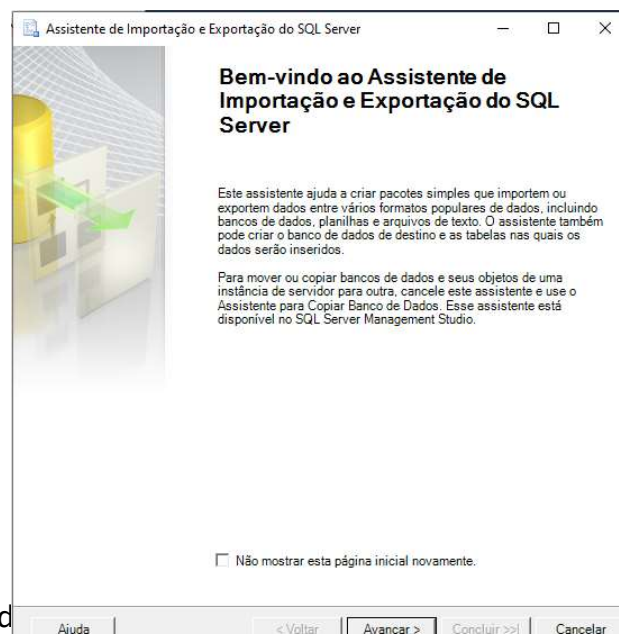 Assistente de Importação e Exportação do SQL Server
Bem-vindo ao Assistente de
Importação e Exportação do SQL
Server
Este assistente ajuda a criar pacotes simples que importem ou
exportem dados entre vários formatos populares de dados, incluindo
bancos de dados, planilhas e arquivos de texto. O assistente também
pode criar o banco de dados de destino e as tabelas nas quais os
dados serão inseridos.
Para mover ou copiar bancos de dados e seus objetos de uma
instância de servidor para outra, cancele este assistente e use o
Assistente para Copiar Banco de Dados. Esse assistente está
disponível no SQL Server Management Studio.
Não mostrar esta página inicial novamente.
d
Ajuda
< Voltar
Avançar >
Concluir >>|
Cancelar